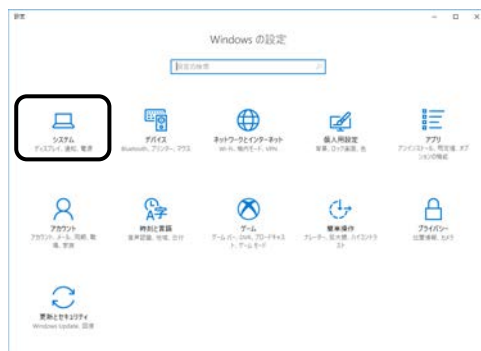 設定
Windows の設定
設定の検索
システム
ディスプレイ、通知、電源
デバイス
Bluetooth、プリンター、マウス
ネットワークとインターネット
Wi-Fi、機内モード、VPN
個人用設定
背景、ロック画面、色
アプリ
アンインストール、既定値、オプ
ションの機能
アカウント
アカウント、メール、同期、職
場、家族
時刻と言語
音声認識、地域、日付
ゲーム
ゲーム バー、DVR、ブロードキャス
ト、ゲーム モード
簡単操作
ナレーター、拡大鏡、ハイコントラ
スト
プライバシー
位置情報、カメラ
更新とセキュリティ
Windows Update、回復